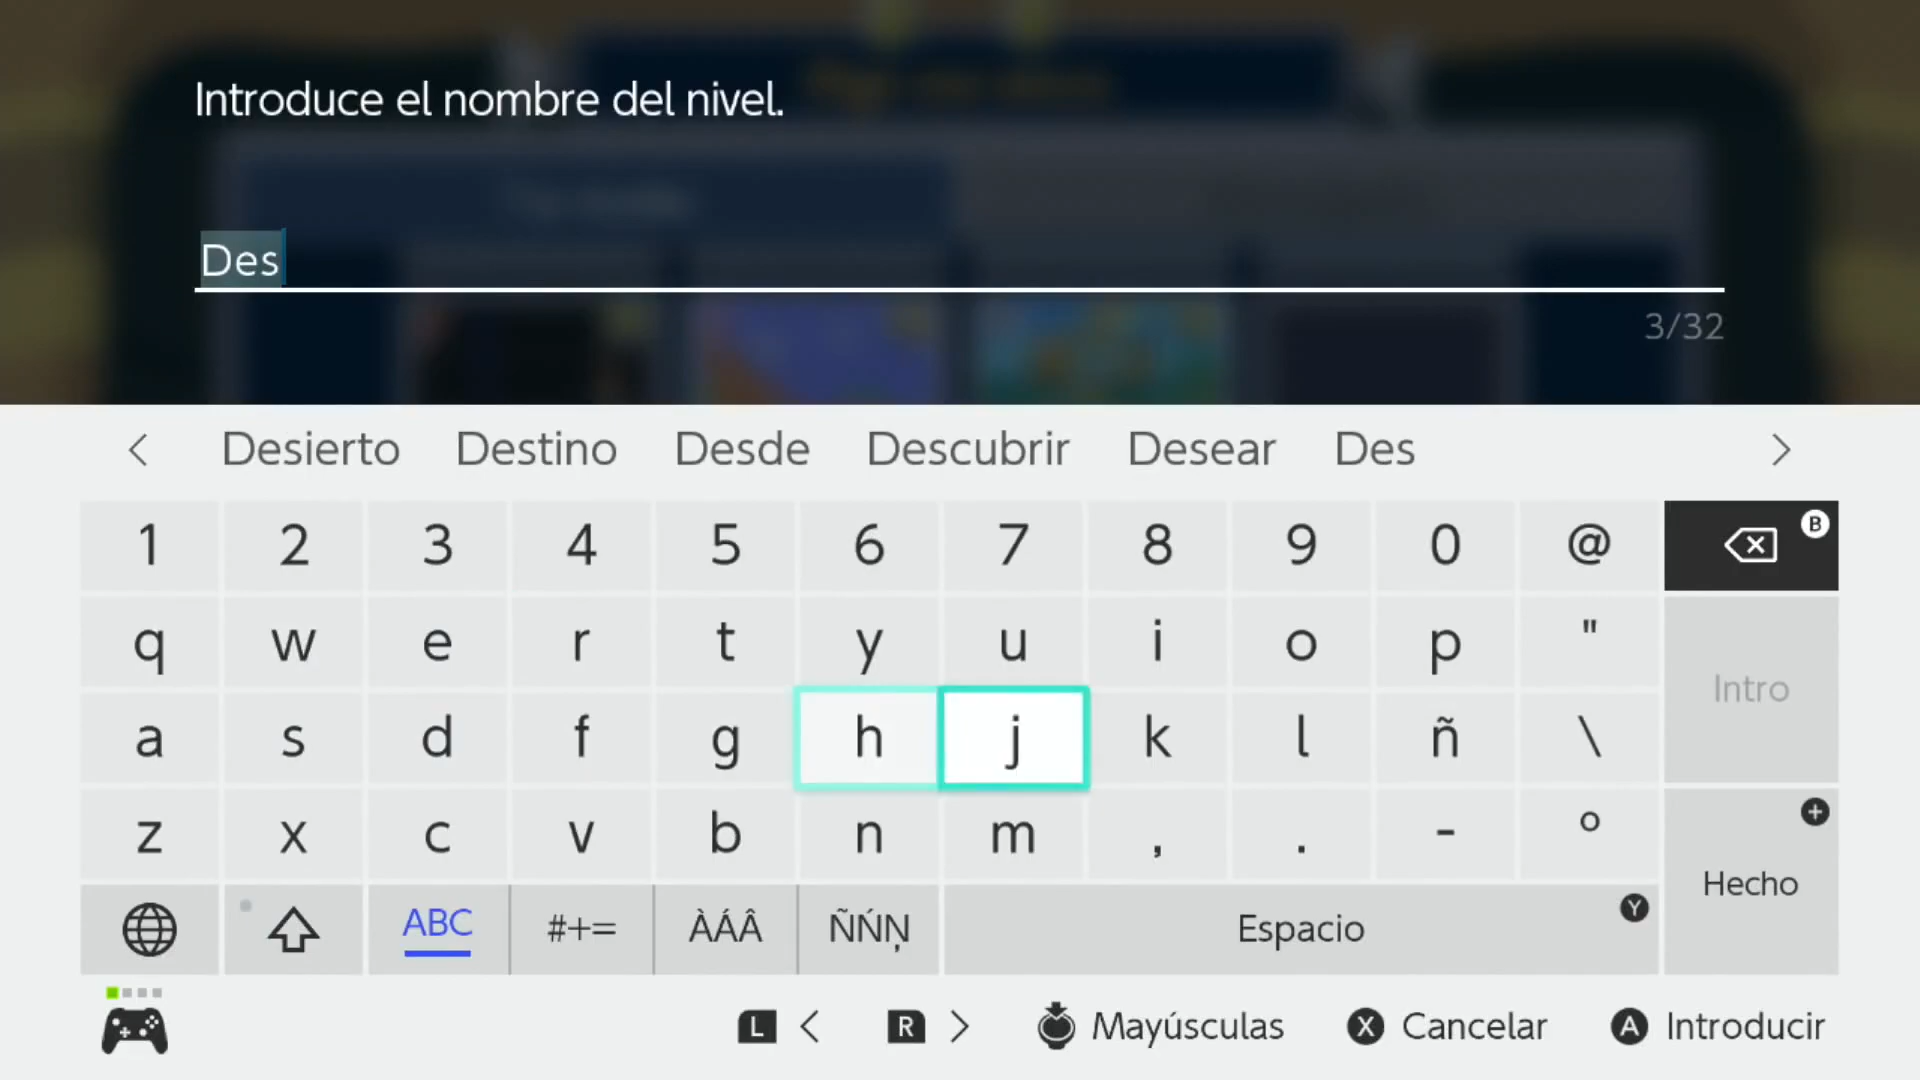 Introduce el nombre del nivel.
Des
3/32
< Desierto Destino Desde Descubrir Desear Des >
1 2 3 4 5 6 7 8 9 0 @ B
q w e r t y u i o p "
Intro
a s d f g h j k l ñ \
z x c v b n m , . - º
+
Hecho
ABC #+= ÀÁÂ ÑŃŅ Espacio Y
L < R > Mayúsculas X Cancelar A Introducir